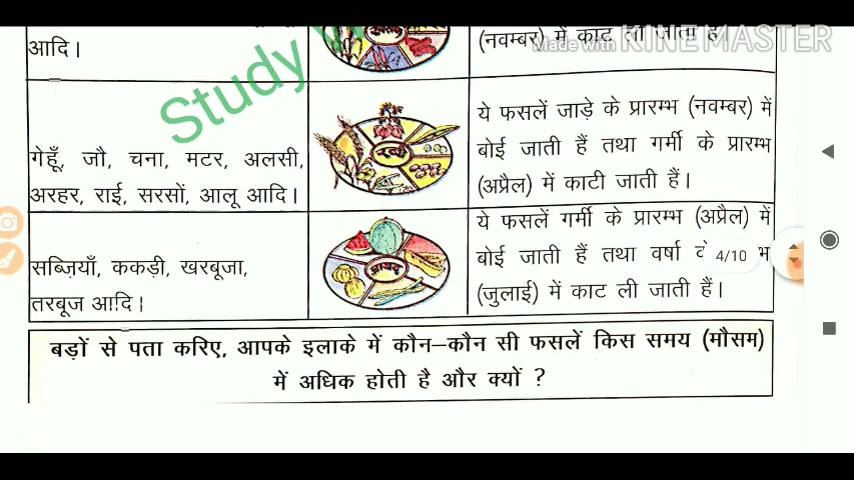 आदि।
(नवम्बर) में काट ली जाती है
Made with KINEMASTER
Study
गेहूँ, जौ, चना, मटर, अलसी,
अरहर, राई, सरसों, आलू आदि।
रबी
ये फसलें जाड़े के प्रारम्भ (नवम्बर) में
बोई जाती हैं तथा गर्मी के प्रारम्भ
(अप्रैल) में काटी जाती हैं।
सब्ज़ियाँ, ककड़ी, खरबूजा,
तरबूज आदि।
जायद
ये फसलें गर्मी के प्रारम्भ (अप्रैल) में
बोई जाती हैं तथा वर्षा
4/10
(जुलाई) में काट ली जाती हैं।
बड़ों से पता करिए, आपके इलाके में कौन–कौन सी फसलें किस समय (मौसम)
में अधिक होती है और क्यों ?